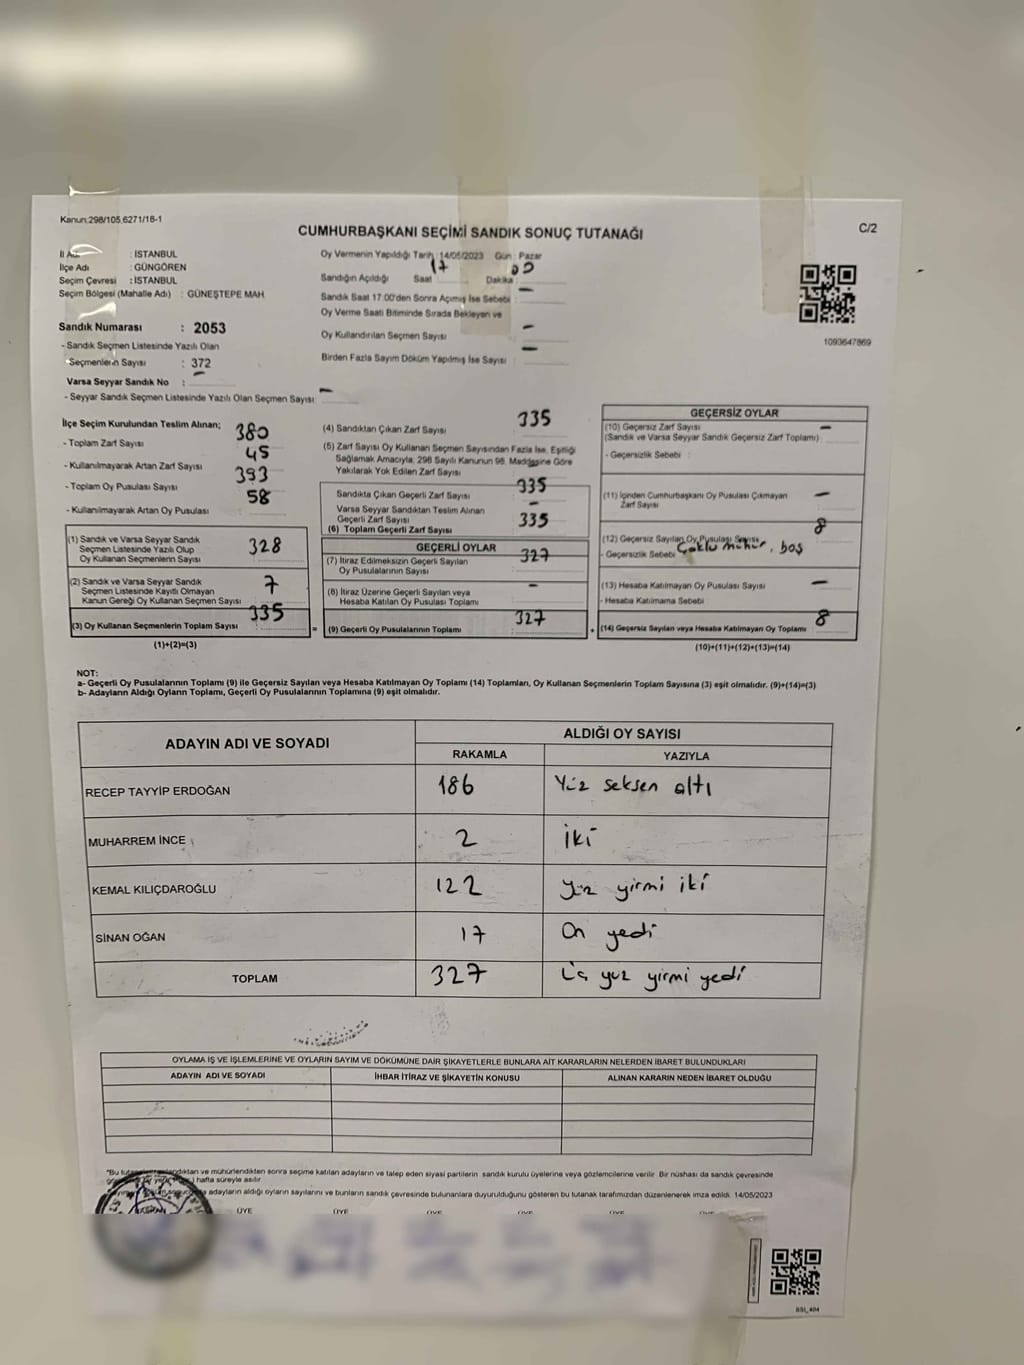 Kanun:298/105,6271/18-1
CUMHURBAŞKANI SEÇİMİ SANDIK SONUÇ TUTANAĞI
C/2
İl Adı : İSTANBUL
İlçe Adı : GÜNGÖREN
Seçim Çevresi : İSTANBUL
Seçim Bölgesi (Mahalle Adı) : GÜNEŞTEPE MAH
Sandık Numarası : 2053
- Sandık Seçmen Listesinde Yazılı Olan
Seçmenlerin Sayısı : 372
Varsa Seyyar Sandık No : -
- Seyyar Sandık Seçmen Listesinde Yazılı Olan Seçmen Sayısı -
Oy Vermenin Yapıldığı Tarih 14/05/2023 Gün : Pazar
Sandığın Açıldığı Saat 17 Dakika 00
Sandık Saat 17.00'den Sonra Açımış İse Sebebi : -
Oy Verme Saati Bitiminde Sırada Bekleyen ve
Oy Kullandırılan Seçmen Sayısı : -
Birden Fazla Sayım Döküm Yapılmış İse Sayısı : -
1093647869
İlçe Seçim Kurulundan Teslim Alınan;
- Toplam Zarf Sayısı 380
- Kullanılmayarak Artan Zarf Sayısı 45
- Toplam Oy Pusulası Sayısı 393
- Kullanılmayarak Artan Oy Pusulası 58
(1) Sandık ve Varsa Seyyar Sandık
Seçmen Listesinde Yazılı Olup
Oy Kullanan Seçmenlerin Sayısı 328
(2) Sandık ve Varsa Seyyar Sandık
Seçmen Listesinde Kayıtlı Olmayan
Kanun Gereği Oy Kullanan Seçmen Sayısı 7
(3) Oy Kullanan Seçmenlerin Toplam Sayısı 335
(1)+(2)=(3)
(4) Sandıktan Çıkan Zarf Sayısı 335
(5) Zarf Sayısı Oy Kullanan Seçmen Sayısından Fazla İse, Eşitliği
Sağlamak Amacıyla; 298 Sayılı Kanunun 98. Maddesine Göre
Yakılarak Yok Edilen Zarf Sayısı -
Sandıkta Çıkan Geçerli Zarf Sayısı 335
Varsa Seyyar Sandıktan Teslim Alınan
Geçerli Zarf Sayısı -
(6) Toplam Geçerli Zarf Sayısı 335
GEÇERLİ OYLAR
(7) İtiraz Edilmeksizin Geçerli Sayılan
Oy Pusulalarının Sayısı 327
(8) İtiraz Üzerine Geçerli Sayılan veya
Hesaba Katılan Oy Pusulası Toplamı -
= (9) Geçerli Oy Pusulalarının Toplamı 327
GEÇERSİZ OYLAR
(10) Geçersiz Zarf Sayısı
(Sandık ve Varsa Seyyar Sandık Geçersiz Zarf Toplamı) -
- Geçersizlik Sebebi :
(11) İçinden Cumhurbaşkanı Oy Pusulası Çıkmayan
Zarf Sayısı -
(12) Geçersiz Sayılan Oy Pusulası Sayısı 8
- Geçersizlik Sebebi Çoklu mühür, boş
(13) Hesaba Katılmayan Oy Pusulası Sayısı -
- Hesaba Katılmama Sebebi
+ (14) Geçersiz Sayılan veya Hesaba Katılmayan Oy Toplamı 8
(10)+(11)+(12)+(13)=(14)
NOT:
a- Geçerli Oy Pusulalarının Toplamı (9) ile Geçersiz Sayılan veya Hesaba Katılmayan Oy Toplamı (14) Toplamları, Oy Kullanan Seçmenlerin Toplam Sayısına (3) eşit olmalıdır. (9)+(14)=(3)
b- Adayların Aldığı Oyların Toplamı, Geçerli Oy Pusulalarının Toplamına (9) eşit olmalıdır.
ADAYIN ADI VE SOYADI
ALDIĞI OY SAYISI
RAKAMLA YAZIYLA
RECEP TAYYİP ERDOĞAN 186 Yüz seksen altı
MUHARREM İNCE 2 iki
KEMAL KILIÇDAROĞLU 122 yüz yirmi iki
SİNAN OĞAN 17 On yedi
TOPLAM 327 Üç yüz yirmi yedi
OYLAMA İŞ VE İŞLEMLERİNE VE OYLARIN SAYIM VE DÖKÜMÜNE DAİR ŞİKAYETLERLE BUNLARA AİT KARARLARIN NELERDEN İBARET BULUNDUKLARI
ADAYIN ADI VE SOYADI İHBAR İTİRAZ VE ŞİKAYETİN KONUSU ALINAN KARARIN NEDEN İBARET OLDUĞU
*Bu ve mühürlendikten sonra seçime katılan adayların ve talep eden siyasi partilerin sandık kurulu üyelerine veya gözlemcilerine verilir. Bir nüshası da sandık çevresinde
hafta süreyle asılır.
adayların aldığı oyların sayılarını ve bunların sandık çevresinde bulunanlara duyurulduğunu gösteren bu tutanak tarafımızdan düzenlenerek imza edildi. 14/05/2023
ÜYE ÜYE ÜYE ÜYE ÜYE ÜYE